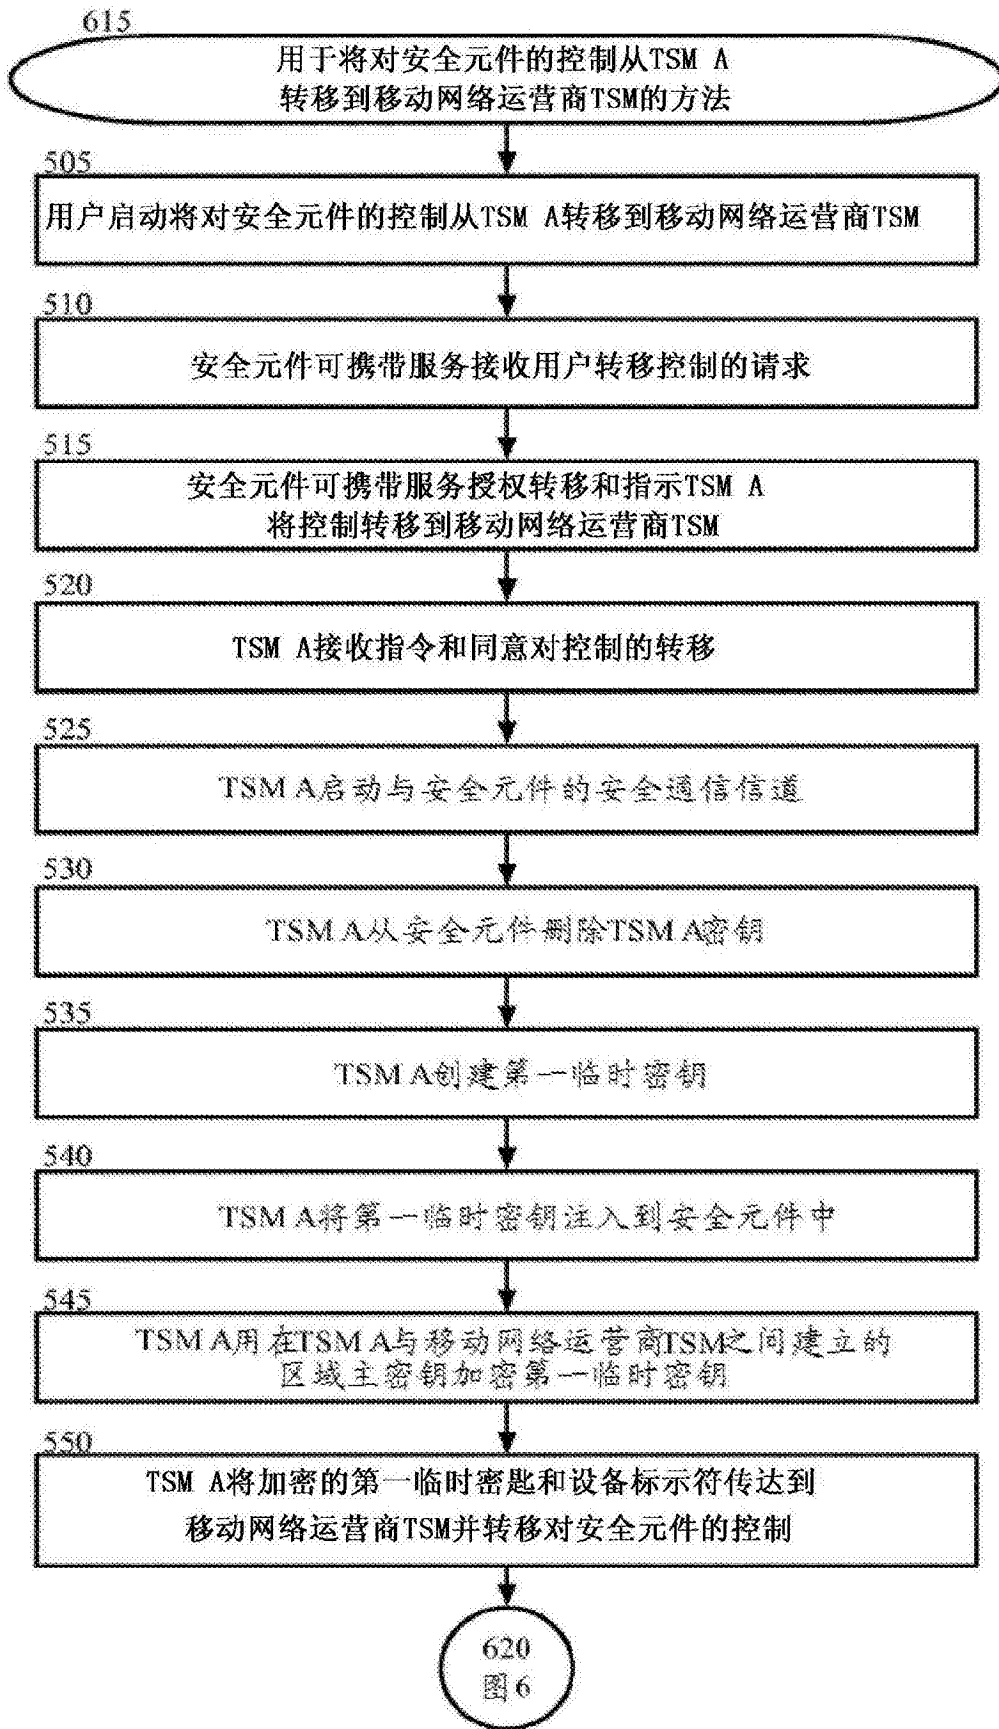 615
用于将对安全元件的控制从TSM A
转移到移动网络运营商TSM的方法
505
用户启动将对安全元件的控制从TSM A转移到移动网络运营商TSM
510
安全元件可携带服务接收用户转移控制的请求
515
安全元件可携带服务授权转移和指示TSM A
将控制转移到移动网络运营商TSM
520
TSM A接收指令和同意对控制的转移
525
TSM A启动与安全元件的安全通信信道
530
TSM A从安全元件删除TSM A密钥
535
TSM A创建第一临时密钥
540
TSM A将第一临时密钥注入到安全元件中
545
TSM A用在TSM A与移动网络运营商TSM之间建立的
区域主密钥加密第一临时密钥
550
TSM A将加密的第一临时密匙和设备标示符传达到
移动网络运营商TSM并转移对安全元件的控制
620
图6